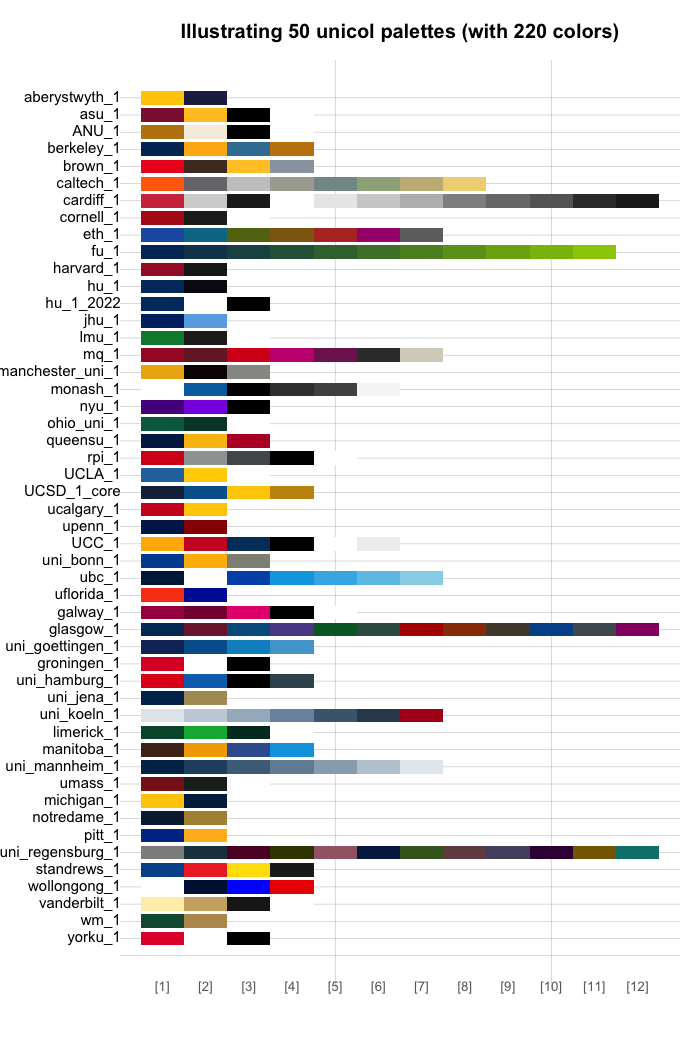 Illustrating 50 unicol palettes (with 220 colors)
aberystwyth_1
asu_1
ANU_1
berkeley_1
brown_1
caltech_1
cardiff_1
cornell_1
eth_1
fu_1
harvard_1
hu_1
hu_1_2022
jhu_1
lmu_1
mq_1
manchester_uni_1
monash_1
nyu_1
ohio_uni_1
queensu_1
rpi_1
UCLA_1
UCSD_1_core
ucalgary_1
upenn_1
UCC_1
uni_bonn_1
ubc_1
uflorida_1
galway_1
glasgow_1
uni_goettingen_1
groningen_1
uni_hamburg_1
uni_jena_1
uni_koeln_1
limerick_1
manitoba_1
uni_mannheim_1
umass_1
michigan_1
notredame_1
pitt_1
uni_regensburg_1
standrews_1
wollongong_1
vanderbilt_1
wm_1
yorku_1
[1] [2] [3] [4] [5] [6] [7] [8] [9] [10] [11] [12]